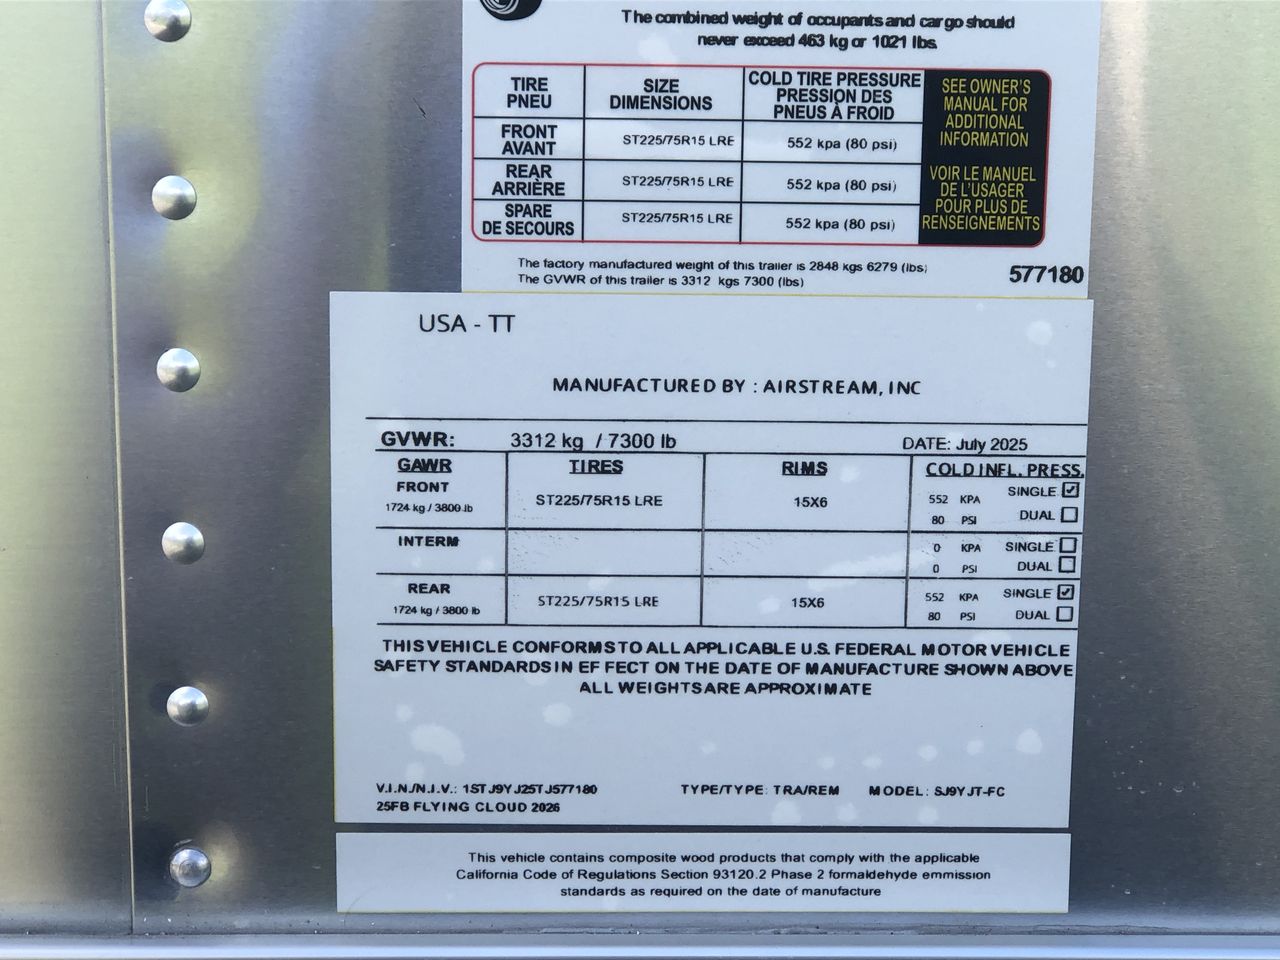 The combined weight of occupants and cargo should
never exceed 463 kg or 1021 lbs
TIRE
PNEU
SIZE
DIMENSIONS
COLD TIRE PRESSURE
PRESSION DES
PNEUS À FROID
SEE OWNER'S
MANUAL FOR
ADDITIONAL
INFORMATION
VOIR LE MANUEL
DE L'USAGER
POUR PLUS DE
RENSEIGNEMENTS
FRONT
AVANT
ST225/75R15 LRE
552 kpa (80 psi)
REAR
ARRIÈRE
ST225/75R15 LRE
552 kpa (80 psi)
SPARE
DE SECOURS
ST225/75R15 LRE
552 kpa (80 psi)
The factory manufactured weight of this trailer is 2848 kgs 6279 (lbs)
The GVWR of this trailer is 3312 kgs 7300 (lbs)
577180
USA - TT
MANUFACTURED BY : AIRSTREAM, INC
GVWR: 3312 kg / 7300 lb DATE: July 2025
GAWR TIRES RIMS COLD INFL. PRESS.
FRONT
1724 kg / 3800 lb
ST225/75R15 LRE
15X6
552 KPA SINGLE
80 PSI DUAL
INTERM
0 KPA SINGLE
0 PSI DUAL
REAR
1724 kg / 3800 lb
ST225/75R15 LRE
15X6
552 KPA SINGLE
80 PSI DUAL
THIS VEHICLE CONFORMS TO ALL APPLICABLE U.S. FEDERAL MOTOR VEHICLE
SAFETY STANDARDS IN EFFECT ON THE DATE OF MANUFACTURE SHOWN ABOVE
ALL WEIGHTS ARE APPROXIMATE
V.I.N./N.I.V.: 1STJ9YJ25TJ577180 TYPE/TYPE: TRA/REM MODEL: SJ9YJT-FC
25FB FLYING CLOUD 2026
This vehicle contains composite wood products that comply with the applicable
California Code of Regulations Section 93120.2 Phase 2 formaldehyde emmission
standards as required on the date of manufacture